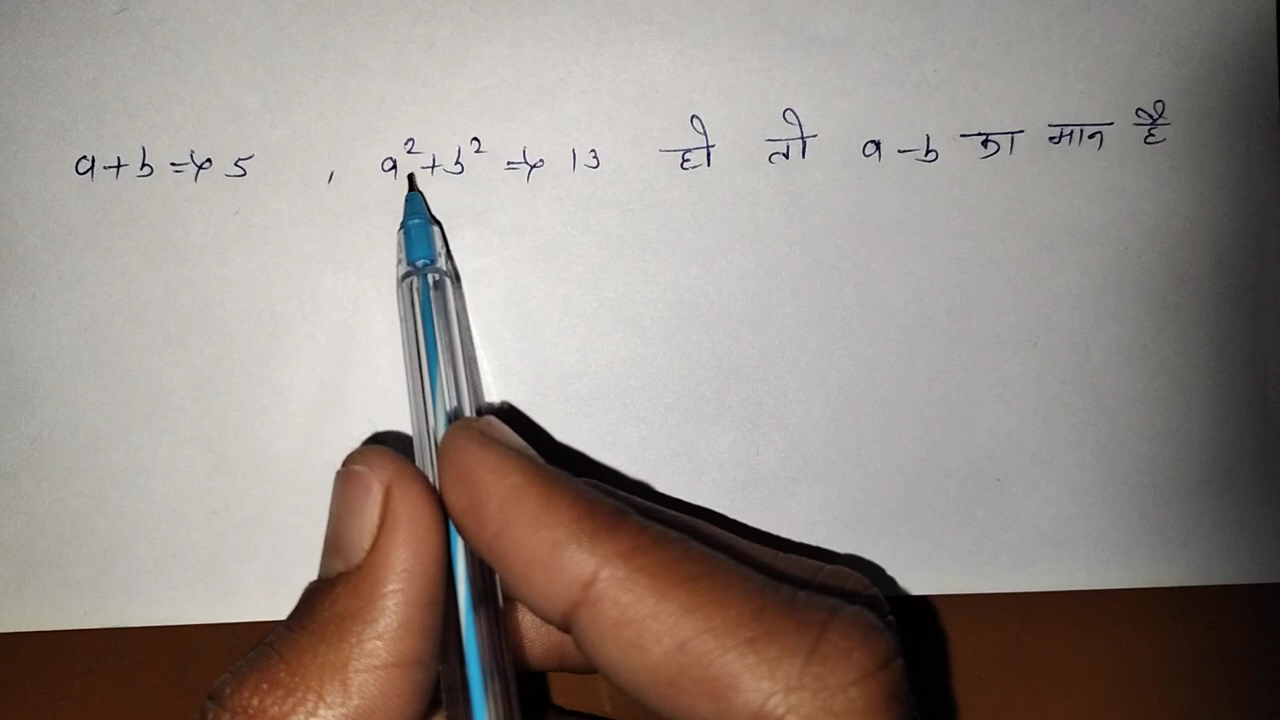 a+b => 5 , a²+b² => 13 हो तो a-b का मान है